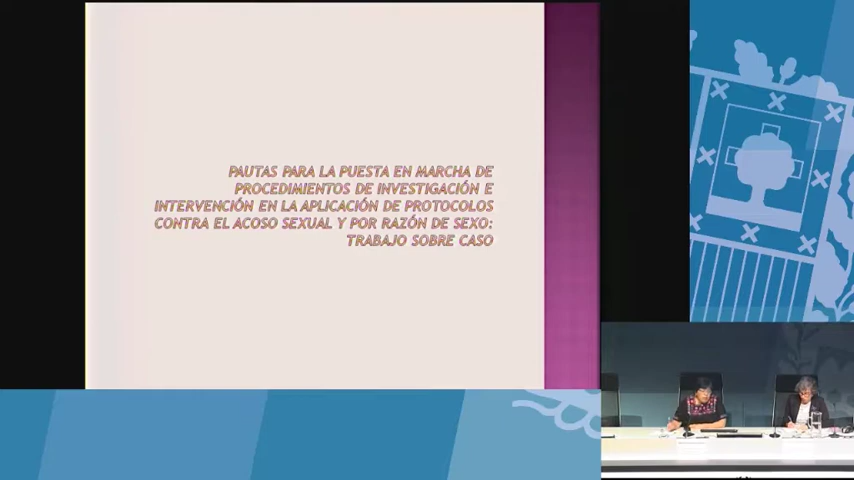 PAUTAS PARA LA PUESTA EN MARCHA DE
PROCEDIMIENTOS DE INVESTIGACIÓN E
INTERVENCIÓN EN LA APLICACIÓN DE PROTOCOLOS
CONTRA EL ACOSO SEXUAL Y POR RAZÓN DE SEXO:
TRABAJO SOBRE CASO